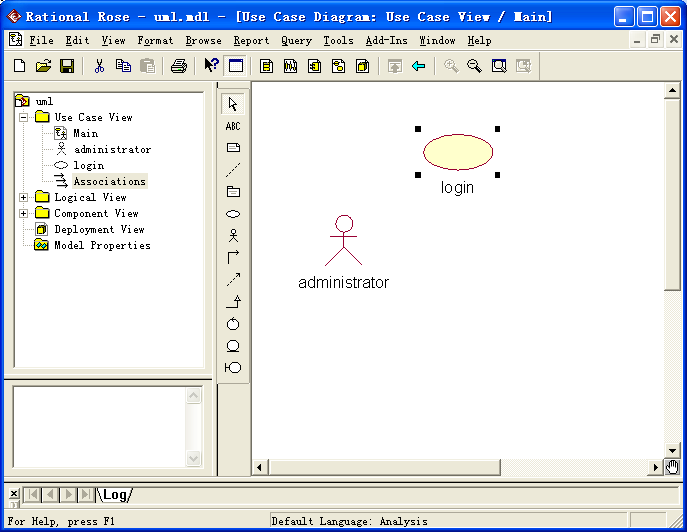 Rational Rose - uml.mdl - [Use Case Diagram: Use Case View / Main]
File Edit View Format Browse Report Query Tools Add-Ins Window Help
ABC
uml
Use Case View
Main
administrator
login
Associations
Logical View
Component View
Deployment View
Model Properties
login
administrator
Log
For Help, press F1
Default Language: Analysis